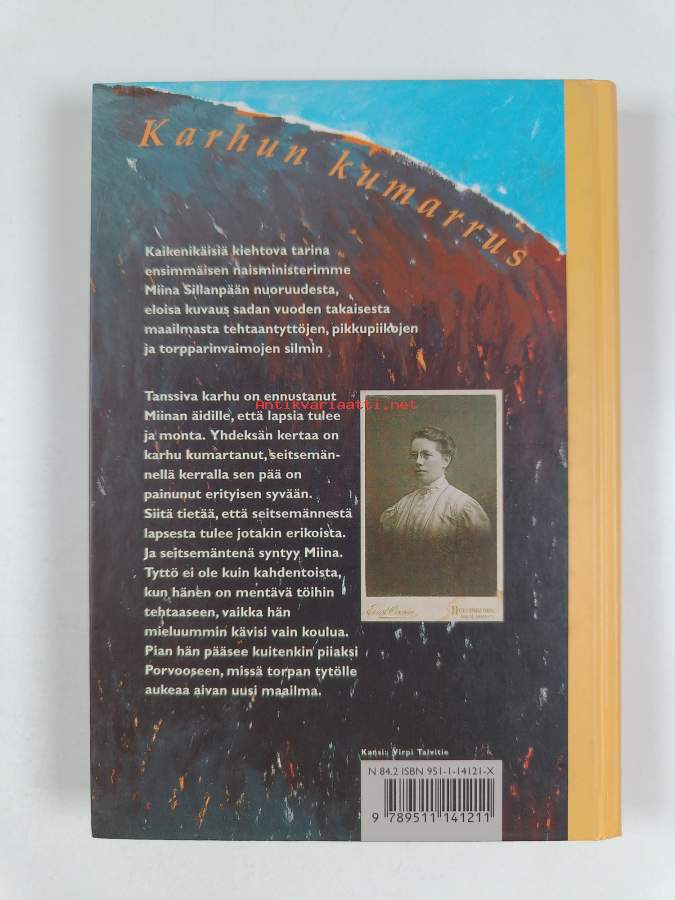 Karhun kumarrus
Kaikenikäisiä kiehtova tarina
ensimmäisen naisministerimme
Miina Sillanpään nuoruudesta,
eloisa kuvaus sadan vuoden takaisesta
maailmasta tehtaantyttöjen, pikkupiikojen
ja torpparinvaimojen silmin
Tanssiva karhu on ennustanut
Miinan äidille, että lapsia tulee
ja monta. Yhdeksän kertaa on
karhu kumartanut, seitsemän-
nellä kerralla sen pää on
painunut erityisen syvään.
Siitä tietää, että seitsemännestä
lapsesta tulee jotakin erikoista.
Ja seitsemäntenä syntyy Miina.
Tyttö ei ole kuin kahdentoista,
kun hänen on mentävä töihin
tehtaaseen, vaikka hän
mieluummin kävisi vain koulua.
Pian hän pääsee kuitenkin piiaksi
Porvooseen, missä torpan tytölle
aukeaa aivan uusi maailma.
Antikvariaatti.net
Kansi: Virpi Talvitie
N 84.2 ISBN 951-1-14121-X
9 789511 141211